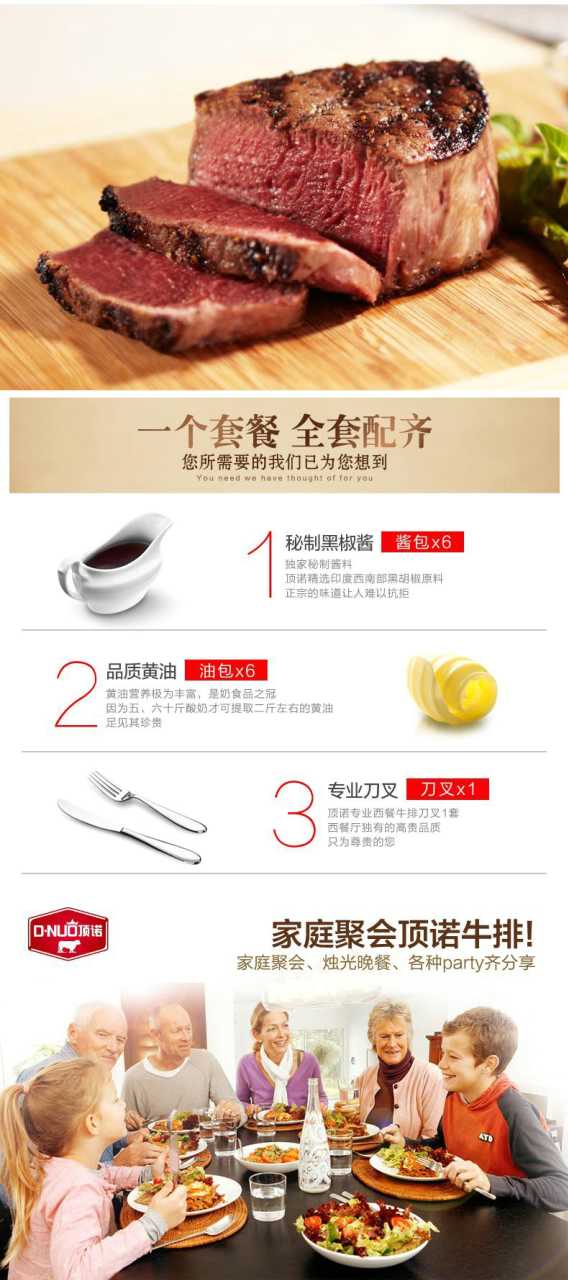 一个套餐 全套配齐
您所需要的我们已为您想到
You need we have thought of for you
1 秘制黑椒酱 酱包x6
独家秘制酱料
顶诺精选印度西南部黑胡椒原料
正宗的味道让人难以抗拒
2 品质黄油 油包x6
黄油营养极为丰富，是奶食品之冠
因为五、六十斤酸奶才可提取二斤左右的黄油
足见其珍贵
3 专业刀叉 刀叉x1
顶诺专业西餐牛排刀叉1套
西餐厅独有的高贵品质
只为尊贵的您
D·NUO顶诺
家庭聚会顶诺牛排!
家庭聚会、烛光晚餐、各种party齐分享
ATD